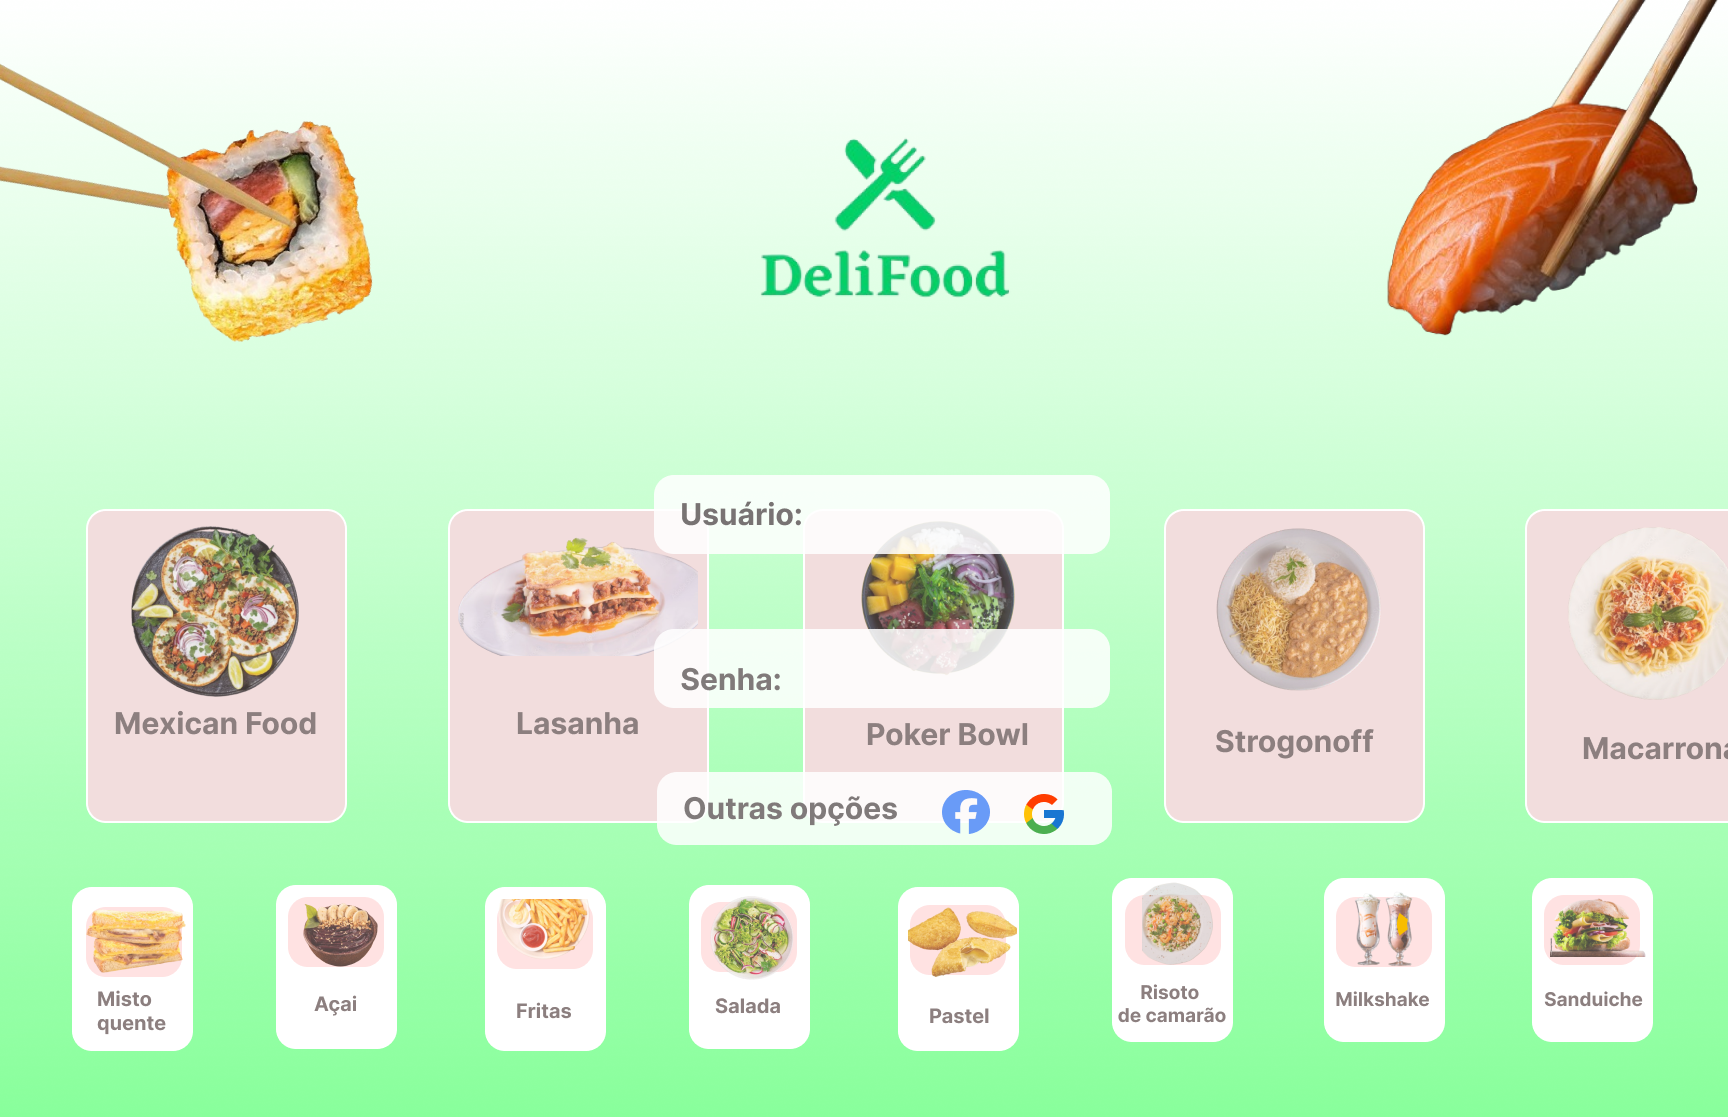 DeliFood
Usuário:
Senha:
Mexican Food
Lasanha
Poker Bowl
Strogonoff
Macarrona
Outras opções
Misto
quente
Açai
Fritas
Salada
Pastel
Risoto
de camarão
Milkshake
Sanduiche